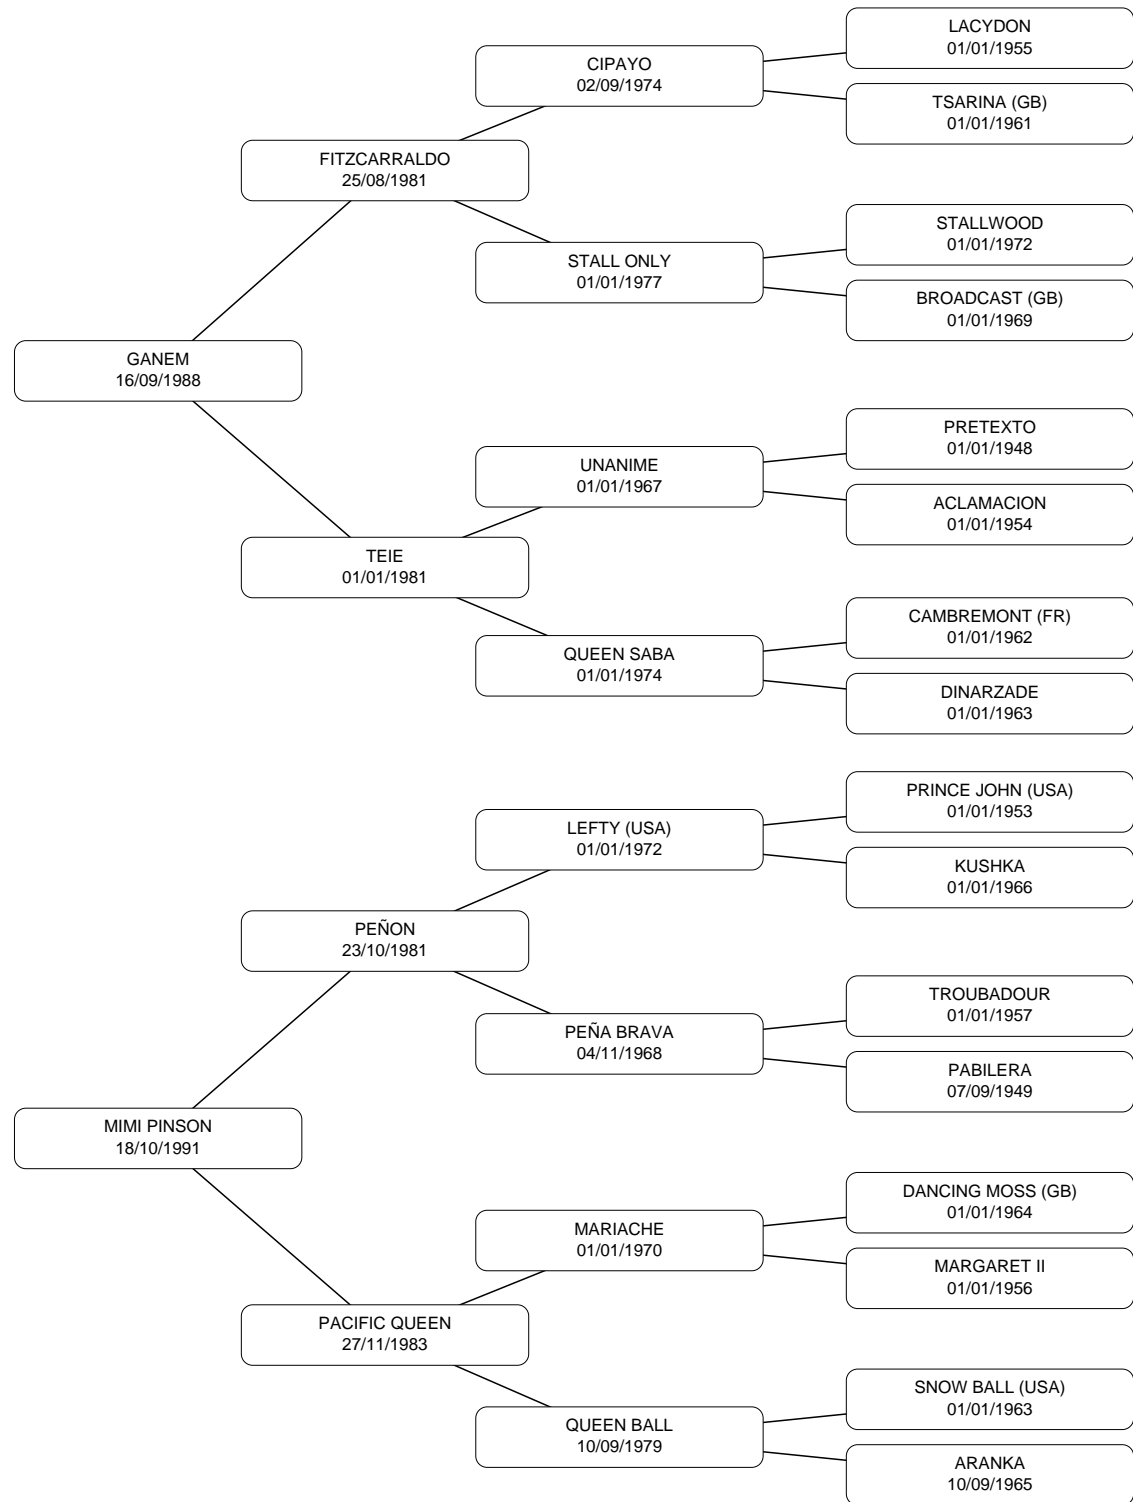 LACYDON
01/01/1955
CIPAYO
02/09/1974
TSARINA (GB)
01/01/1961
FITZCARRALDO
25/08/1981
STALLWOOD
01/01/1972
STALL ONLY
01/01/1977
BROADCAST (GB)
01/01/1969
GANEM
16/09/1988
PRETEXTO
01/01/1948
UNANIME
01/01/1967
ACLAMACION
01/01/1954
TEIE
01/01/1981
CAMBREMONT (FR)
01/01/1962
QUEEN SABA
01/01/1974
DINARZADE
01/01/1963
PRINCE JOHN (USA)
01/01/1953
LEFTY (USA)
01/01/1972
KUSHKA
01/01/1966
PEÑON
23/10/1981
TROUBADOUR
01/01/1957
PEÑA BRAVA
04/11/1968
PABILERA
07/09/1949
MIMI PINSON
18/10/1991
DANCING MOSS (GB)
01/01/1964
MARIACHE
01/01/1970
MARGARET II
01/01/1956
PACIFIC QUEEN
27/11/1983
SNOW BALL (USA)
01/01/1963
QUEEN BALL
10/09/1979
ARANKA
10/09/1965